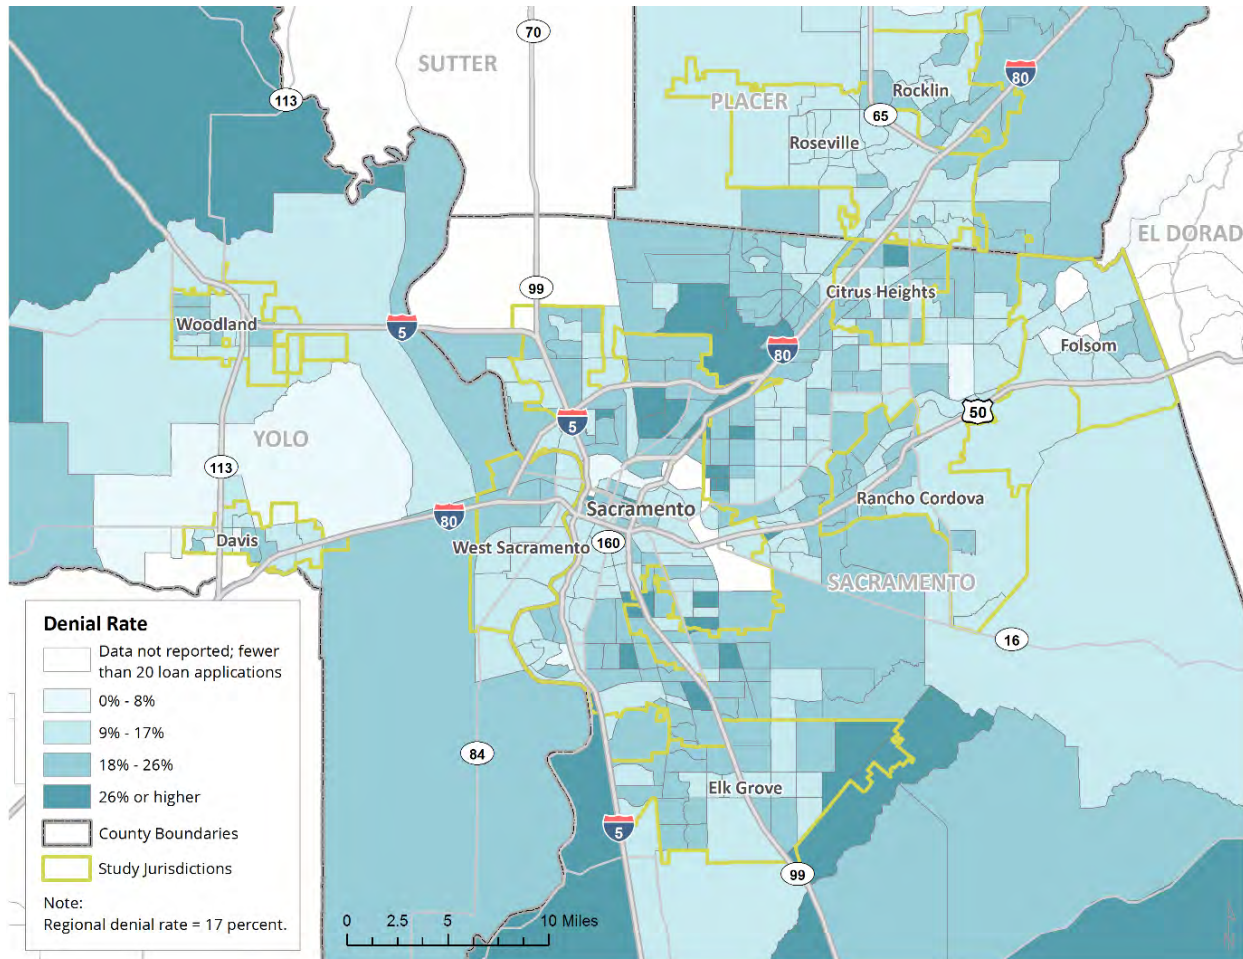 70
SUTTER
80
113
Rocklin
PLACER
65
Roseville
EL DORAD
99
Citrus Heights
Woodland
5
80
Folsom
50
5
YOLO
113
Rancho Cordova
80
Sacramento
Davis
West Sacramento
160
SACRAMENTO
16
84
Elk Grove
5
99
Denial Rate
Data not reported; fewer
than 20 loan applications
0% - 8%
9% - 17%
18% - 26%
26% or higher
County Boundaries
Study Jurisdictions
Note:
Regional denial rate = 17 percent.
0 2.5 5 10 Miles